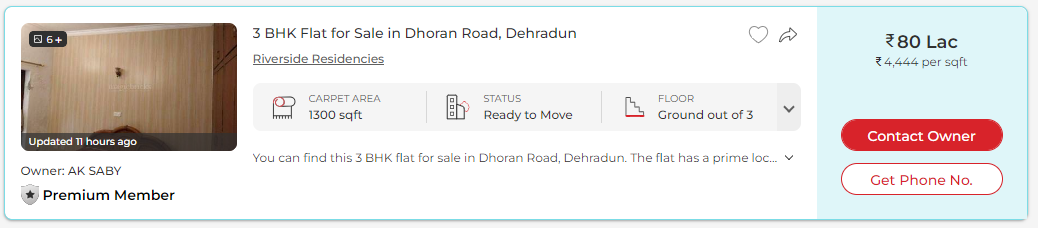 6+
Updated 11 hours ago
Owner: AK SABY
Premium Member
3 BHK Flat for Sale in Dhoran Road, Dehradun
Riverside Residencies
CARPET AREA
1300 sqft
STATUS
Ready to Move
FLOOR
Ground out of 3
You can find this 3 BHK flat for sale in Dhoran Road, Dehradun. The flat has a prime loc...
₹80 Lac
₹4,444 per sqft
Contact Owner
Get Phone No.